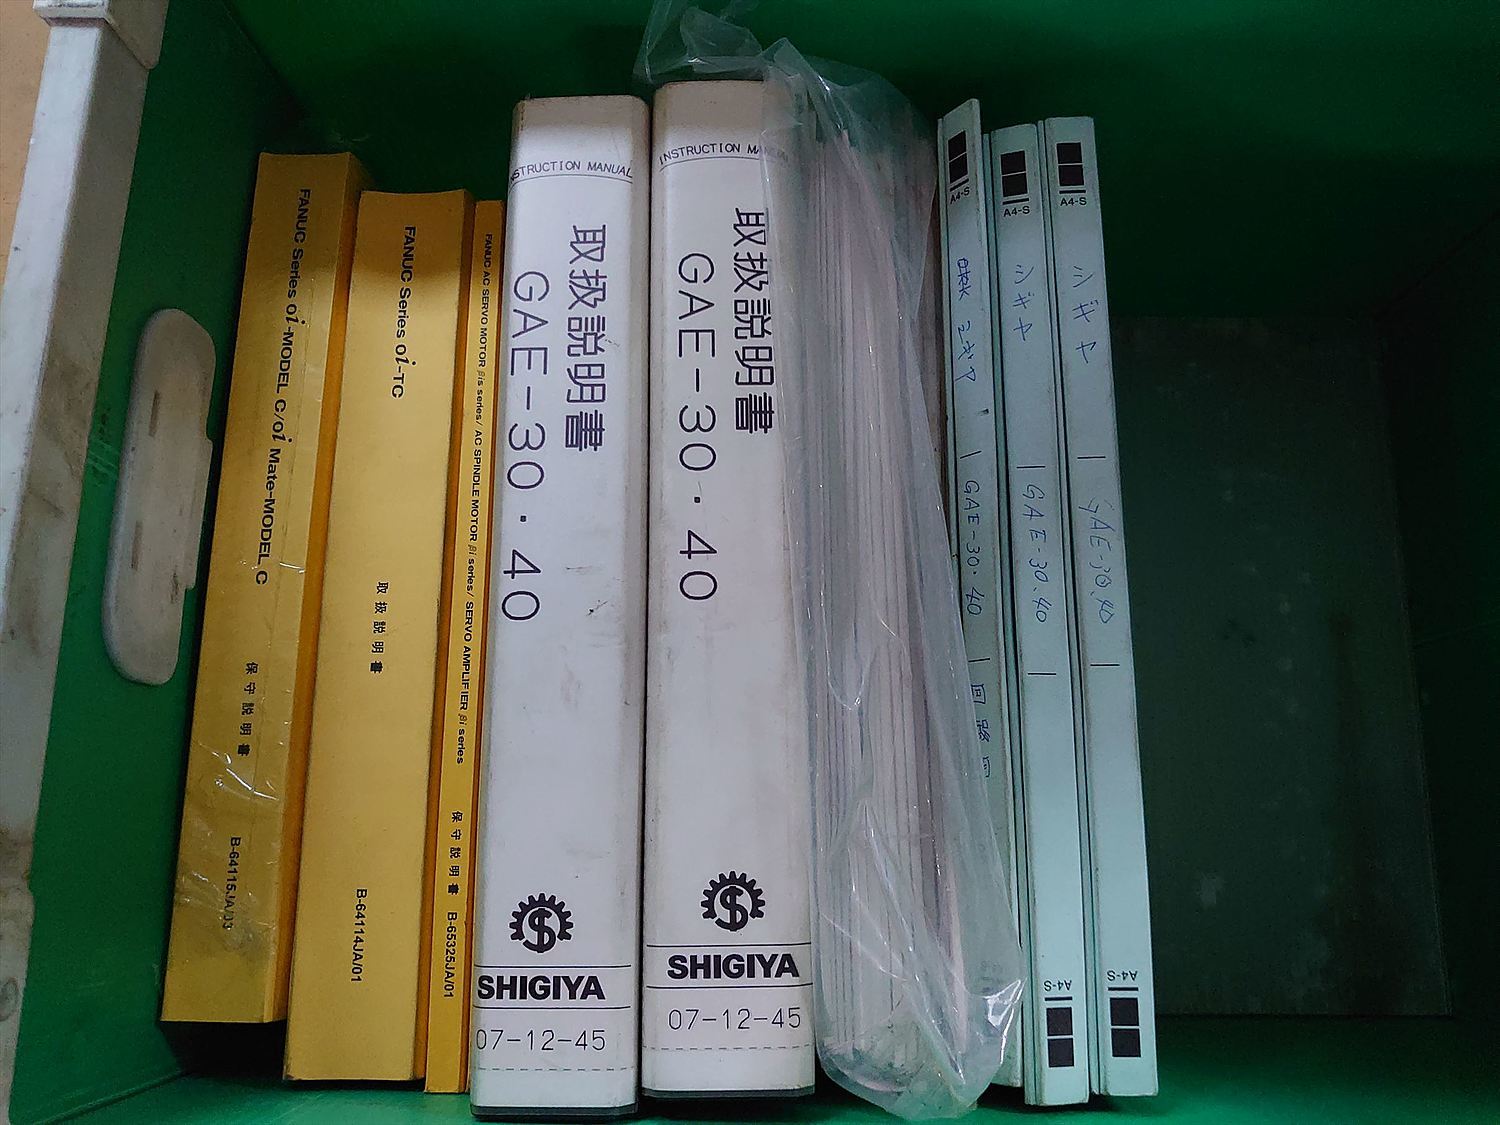 FANUC Series 0i-MODEL C/0i Mate-MODEL C
保守説明書
B-64115JA/03
FANUC Series 0i-TC
取扱説明書
B-64114JA/01
FANUC AC SERVO MOTOR βis series/ AC SPINDLE MOTOR βi series/ SERVO AMPLIFIER βi series
保守説明書
B-65325JA/01
INSTRUCTION MANUAL
取扱説明書
GAE-30・40
SHIGIYA
07-12-45
INSTRUCTION MANUAL
取扱説明書
GAE-30・40
SHIGIYA
07-12-45
A4-S
GAE-30・40
回路図
A4-S
シギヤ
GAE-30.40
A4-S
A4-S
シギヤ
GAE-30.40
A4-S